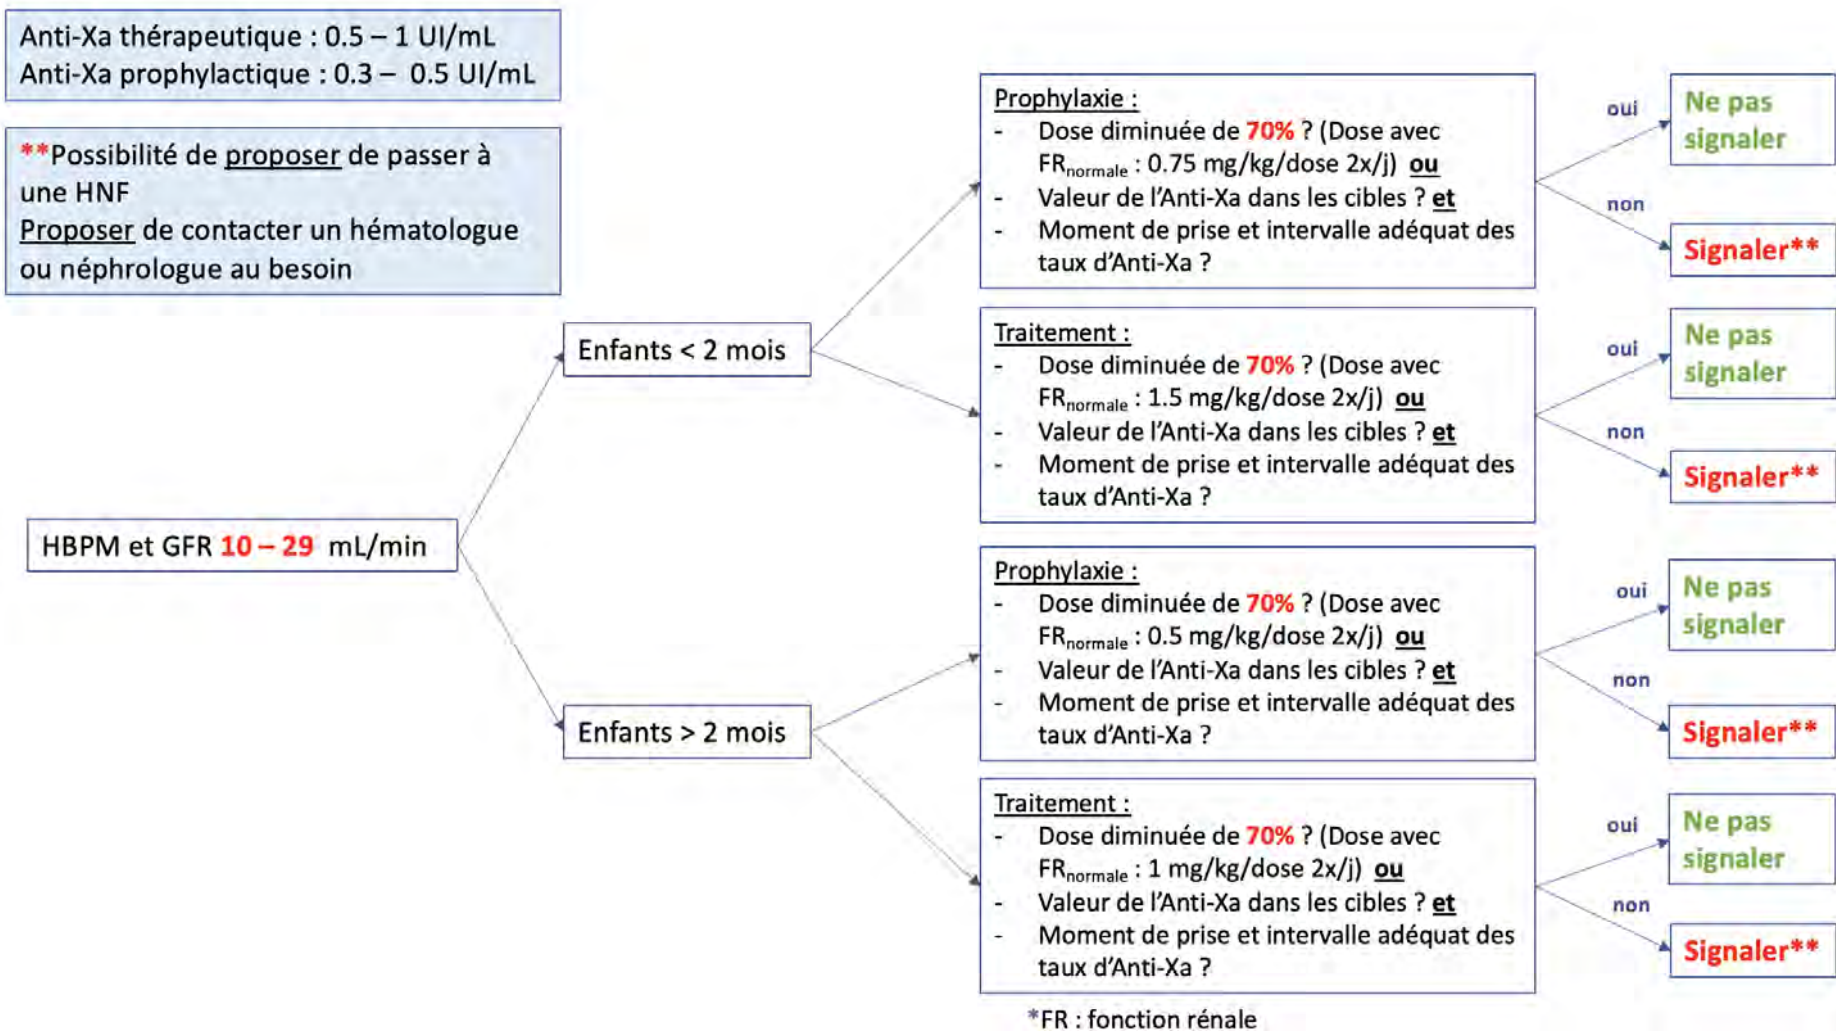 Anti-Xa thérapeutique : 0.5 – 1 UI/mL
Anti-Xa prophylactique : 0.3 – 0.5 UI/mL
**Possibilité de proposer de passer à
une HNF
Proposer de contacter un hématologue
ou néphrologue au besoin
HBPM et GFR 10 – 29 mL/min
Enfants < 2 mois
Prophylaxie :
- Dose diminuée de 70% ? (Dose avec
FRnormale : 0.75 mg/kg/dose 2x/j) ou
- Valeur de l'Anti-Xa dans les cibles ? et
- Moment de prise et intervalle adéquat des
taux d'Anti-Xa ?
oui
Ne pas
signaler
non
Signaler**
Traitement :
- Dose diminuée de 70% ? (Dose avec
FRnormale : 1.5 mg/kg/dose 2x/j) ou
- Valeur de l'Anti-Xa dans les cibles ? et
- Moment de prise et intervalle adéquat des
taux d'Anti-Xa ?
oui
Ne pas
signaler
non
Signaler**
Enfants > 2 mois
Prophylaxie :
- Dose diminuée de 70% ? (Dose avec
FRnormale : 0.5 mg/kg/dose 2x/j) ou
- Valeur de l'Anti-Xa dans les cibles ? et
- Moment de prise et intervalle adéquat des
taux d'Anti-Xa ?
oui
Ne pas
signaler
non
Signaler**
Traitement :
- Dose diminuée de 70% ? (Dose avec
FRnormale : 1 mg/kg/dose 2x/j) ou
- Valeur de l'Anti-Xa dans les cibles ? et
- Moment de prise et intervalle adéquat des
taux d'Anti-Xa ?
oui
Ne pas
signaler
non
Signaler**
*FR : fonction rénale